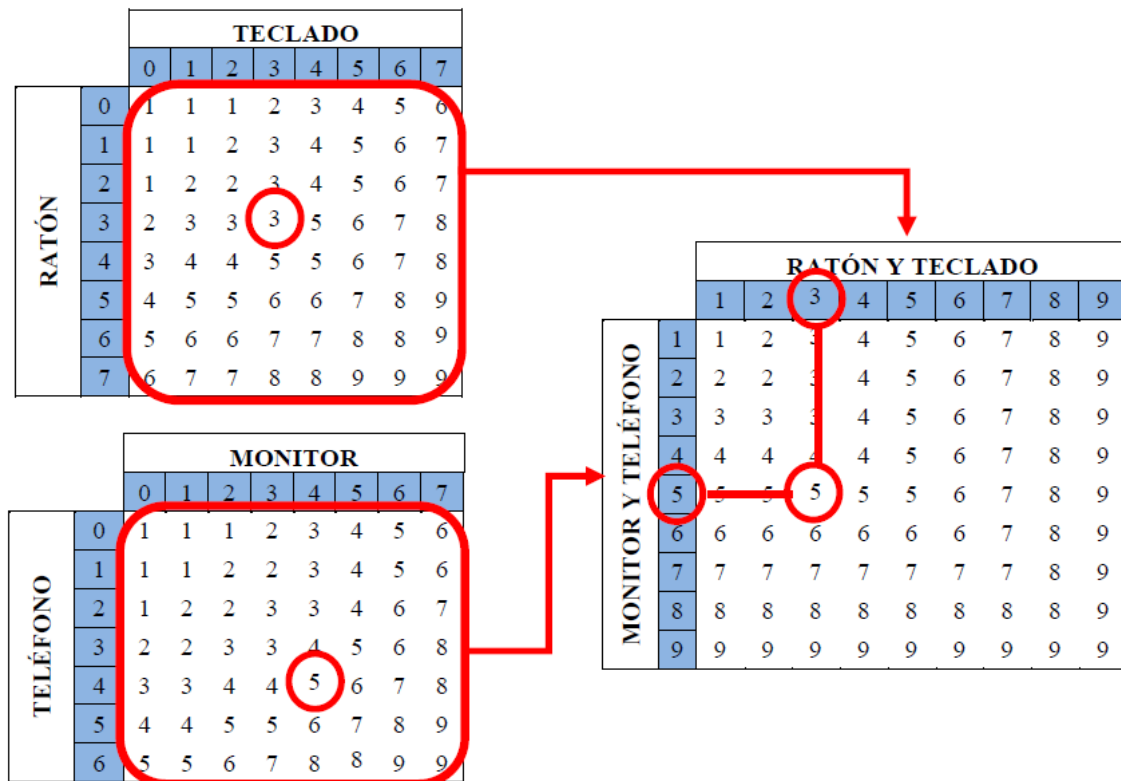 TECLADO
0 1 2 3 4 5 6 7
RATÓN
0 1 1 1 2 3 4 5 6
1 1 1 2 3 4 5 6 7
2 1 2 2 3 4 5 6 7
3 2 3 3 3 5 6 7 8
4 3 4 4 5 5 6 7 8
5 4 5 5 6 6 7 8 9
6 5 6 6 7 7 8 8 9
7 6 7 7 8 8 9 9 9
MONITOR
0 1 2 3 4 5 6 7
TELÉFONO
0 1 1 1 2 3 4 5 6
1 1 1 2 2 3 4 5 6
2 1 2 2 3 3 4 6 7
3 2 2 3 3 4 5 6 8
4 3 3 4 4 5 6 7 8
5 4 4 5 5 6 7 8 9
6 5 5 6 7 8 8 9 9
RATÓN Y TECLADO
1 2 3 4 5 6 7 8 9
MONITOR Y TELÉFONO
1 1 2 3 4 5 6 7 8 9
2 2 2 3 4 5 6 7 8 9
3 3 3 3 4 5 6 7 8 9
4 4 4 4 4 5 6 7 8 9
5 5 5 5 5 5 6 7 8 9
6 6 6 6 6 6 6 7 8 9
7 7 7 7 7 7 7 7 8 9
8 8 8 8 8 8 8 8 8 9
9 9 9 9 9 9 9 9 9 9